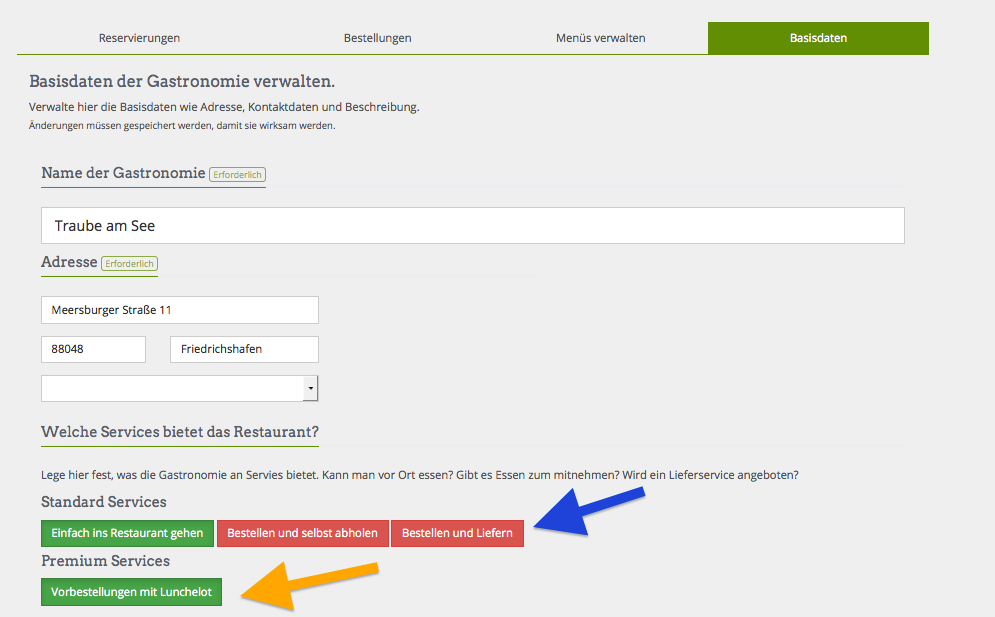 Reservierungen Bestellungen Menüs verwalten Basisdaten
Basisdaten der Gastronomie verwalten.
Verwalte hier die Basisdaten wie Adresse, Kontaktdaten und Beschreibung.
Änderungen müssen gespeichert werden, damit sie wirksam werden.
Name der Gastronomie Erforderlich
Traube am See
Adresse Erforderlich
Meersburger Straße 11
88048 Friedrichshafen
Welche Services bietet das Restaurant?
Lege hier fest, was die Gastronomie an Servies bietet. Kann man vor Ort essen? Gibt es Essen zum mitnehmen? Wird ein Lieferservice angeboten?
Standard Services
Einfach ins Restaurant gehen Bestellen und selbst abholen Bestellen und Liefern
Premium Services
Vorbestellungen mit Lunchelot